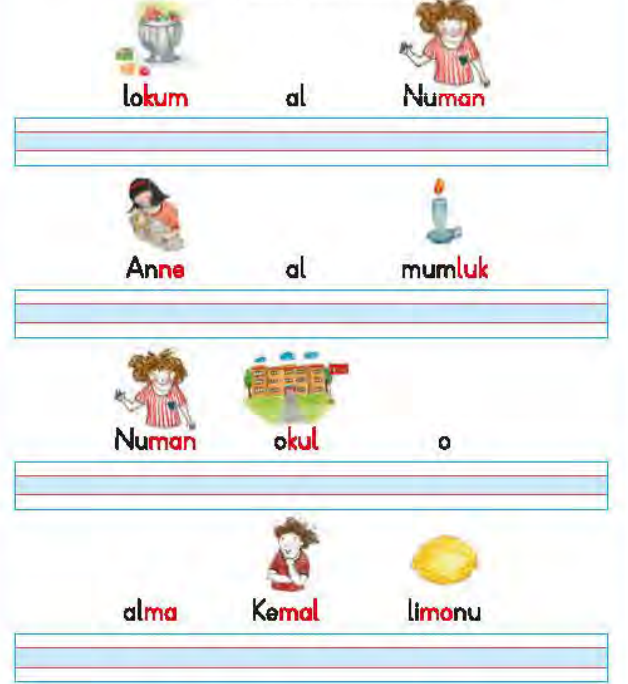 lokum al Numan
Anne al mumluk
Numan okul o
alma Kemal limonu